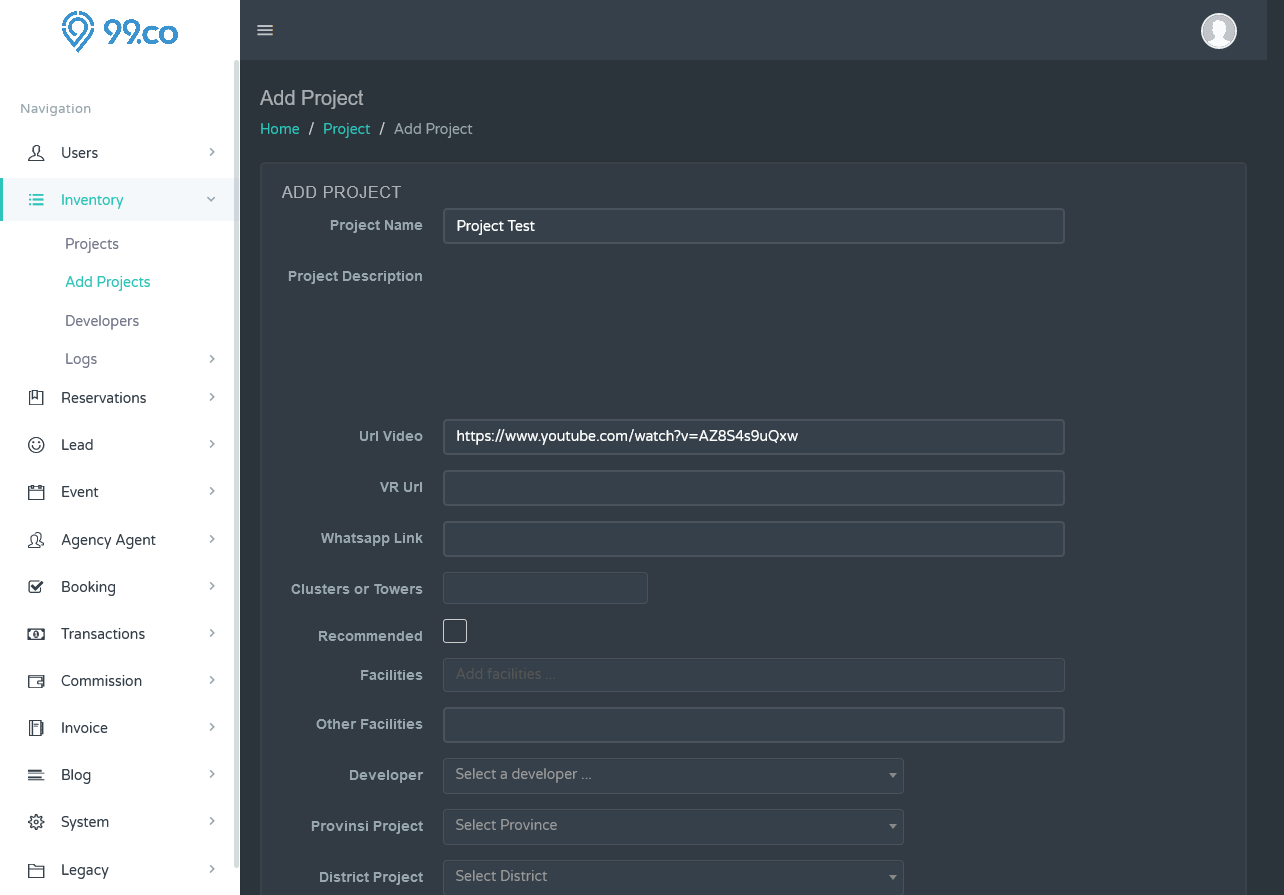 99.co
Navigation
Users
Inventory
Projects
Add Projects
Developers
Logs
Reservations
Lead
Event
Agency Agent
Booking
Transactions
Commission
Invoice
Blog
System
Legacy
Add Project
Home / Project / Add Project
ADD PROJECT
Project Name Project Test
Project Description
Url Video https://www.youtube.com/watch?v=AZ8S4s9uQxw
VR Url
Whatsapp Link
Clusters or Towers
Recommended
Facilities Add facilities ...
Other Facilities
Developer Select a developer ...
Provinsi Project Select Province
District Project Select District